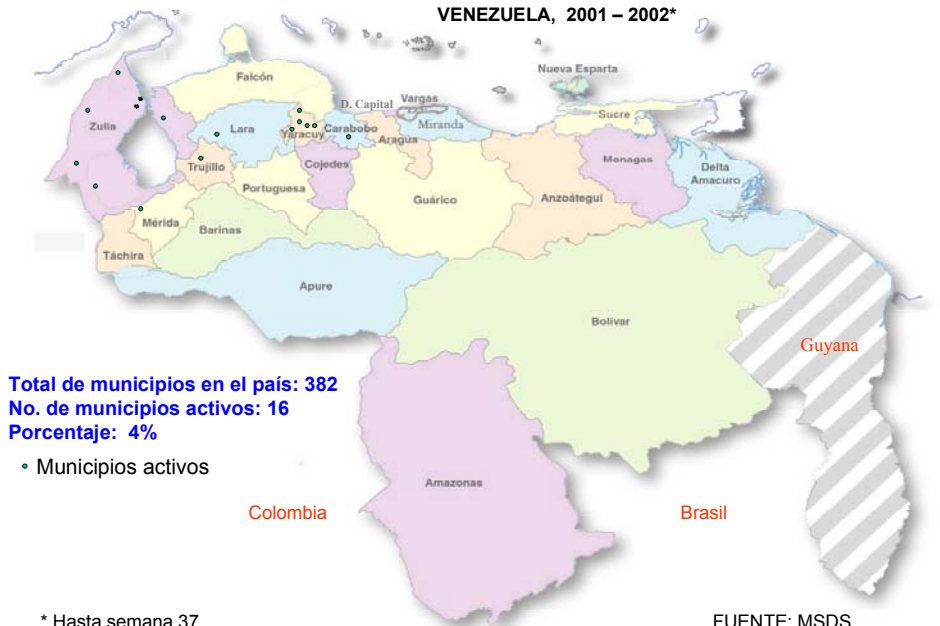 VENEZUELA, 2001 – 2002*
Falcón
Nueva Esparta
D. Capital
Vargas
Zulia
Lara
Yaracuy
Carabobo
Aragua
Miranda
Sucre
Trujillo
Cojedes
Monagas
Delta
Amacuro
Portuguesa
Guárico
Anzoátegui
Mérida
Barinas
Táchira
Apure
Bolívar
Guyana
Total de municipios en el país: 382
No. de municipios activos: 16
Porcentaje: 4%
Municipios activos
Amazonas
Colombia
Brasil
* Hasta semana 37
FUENTE: MSDS